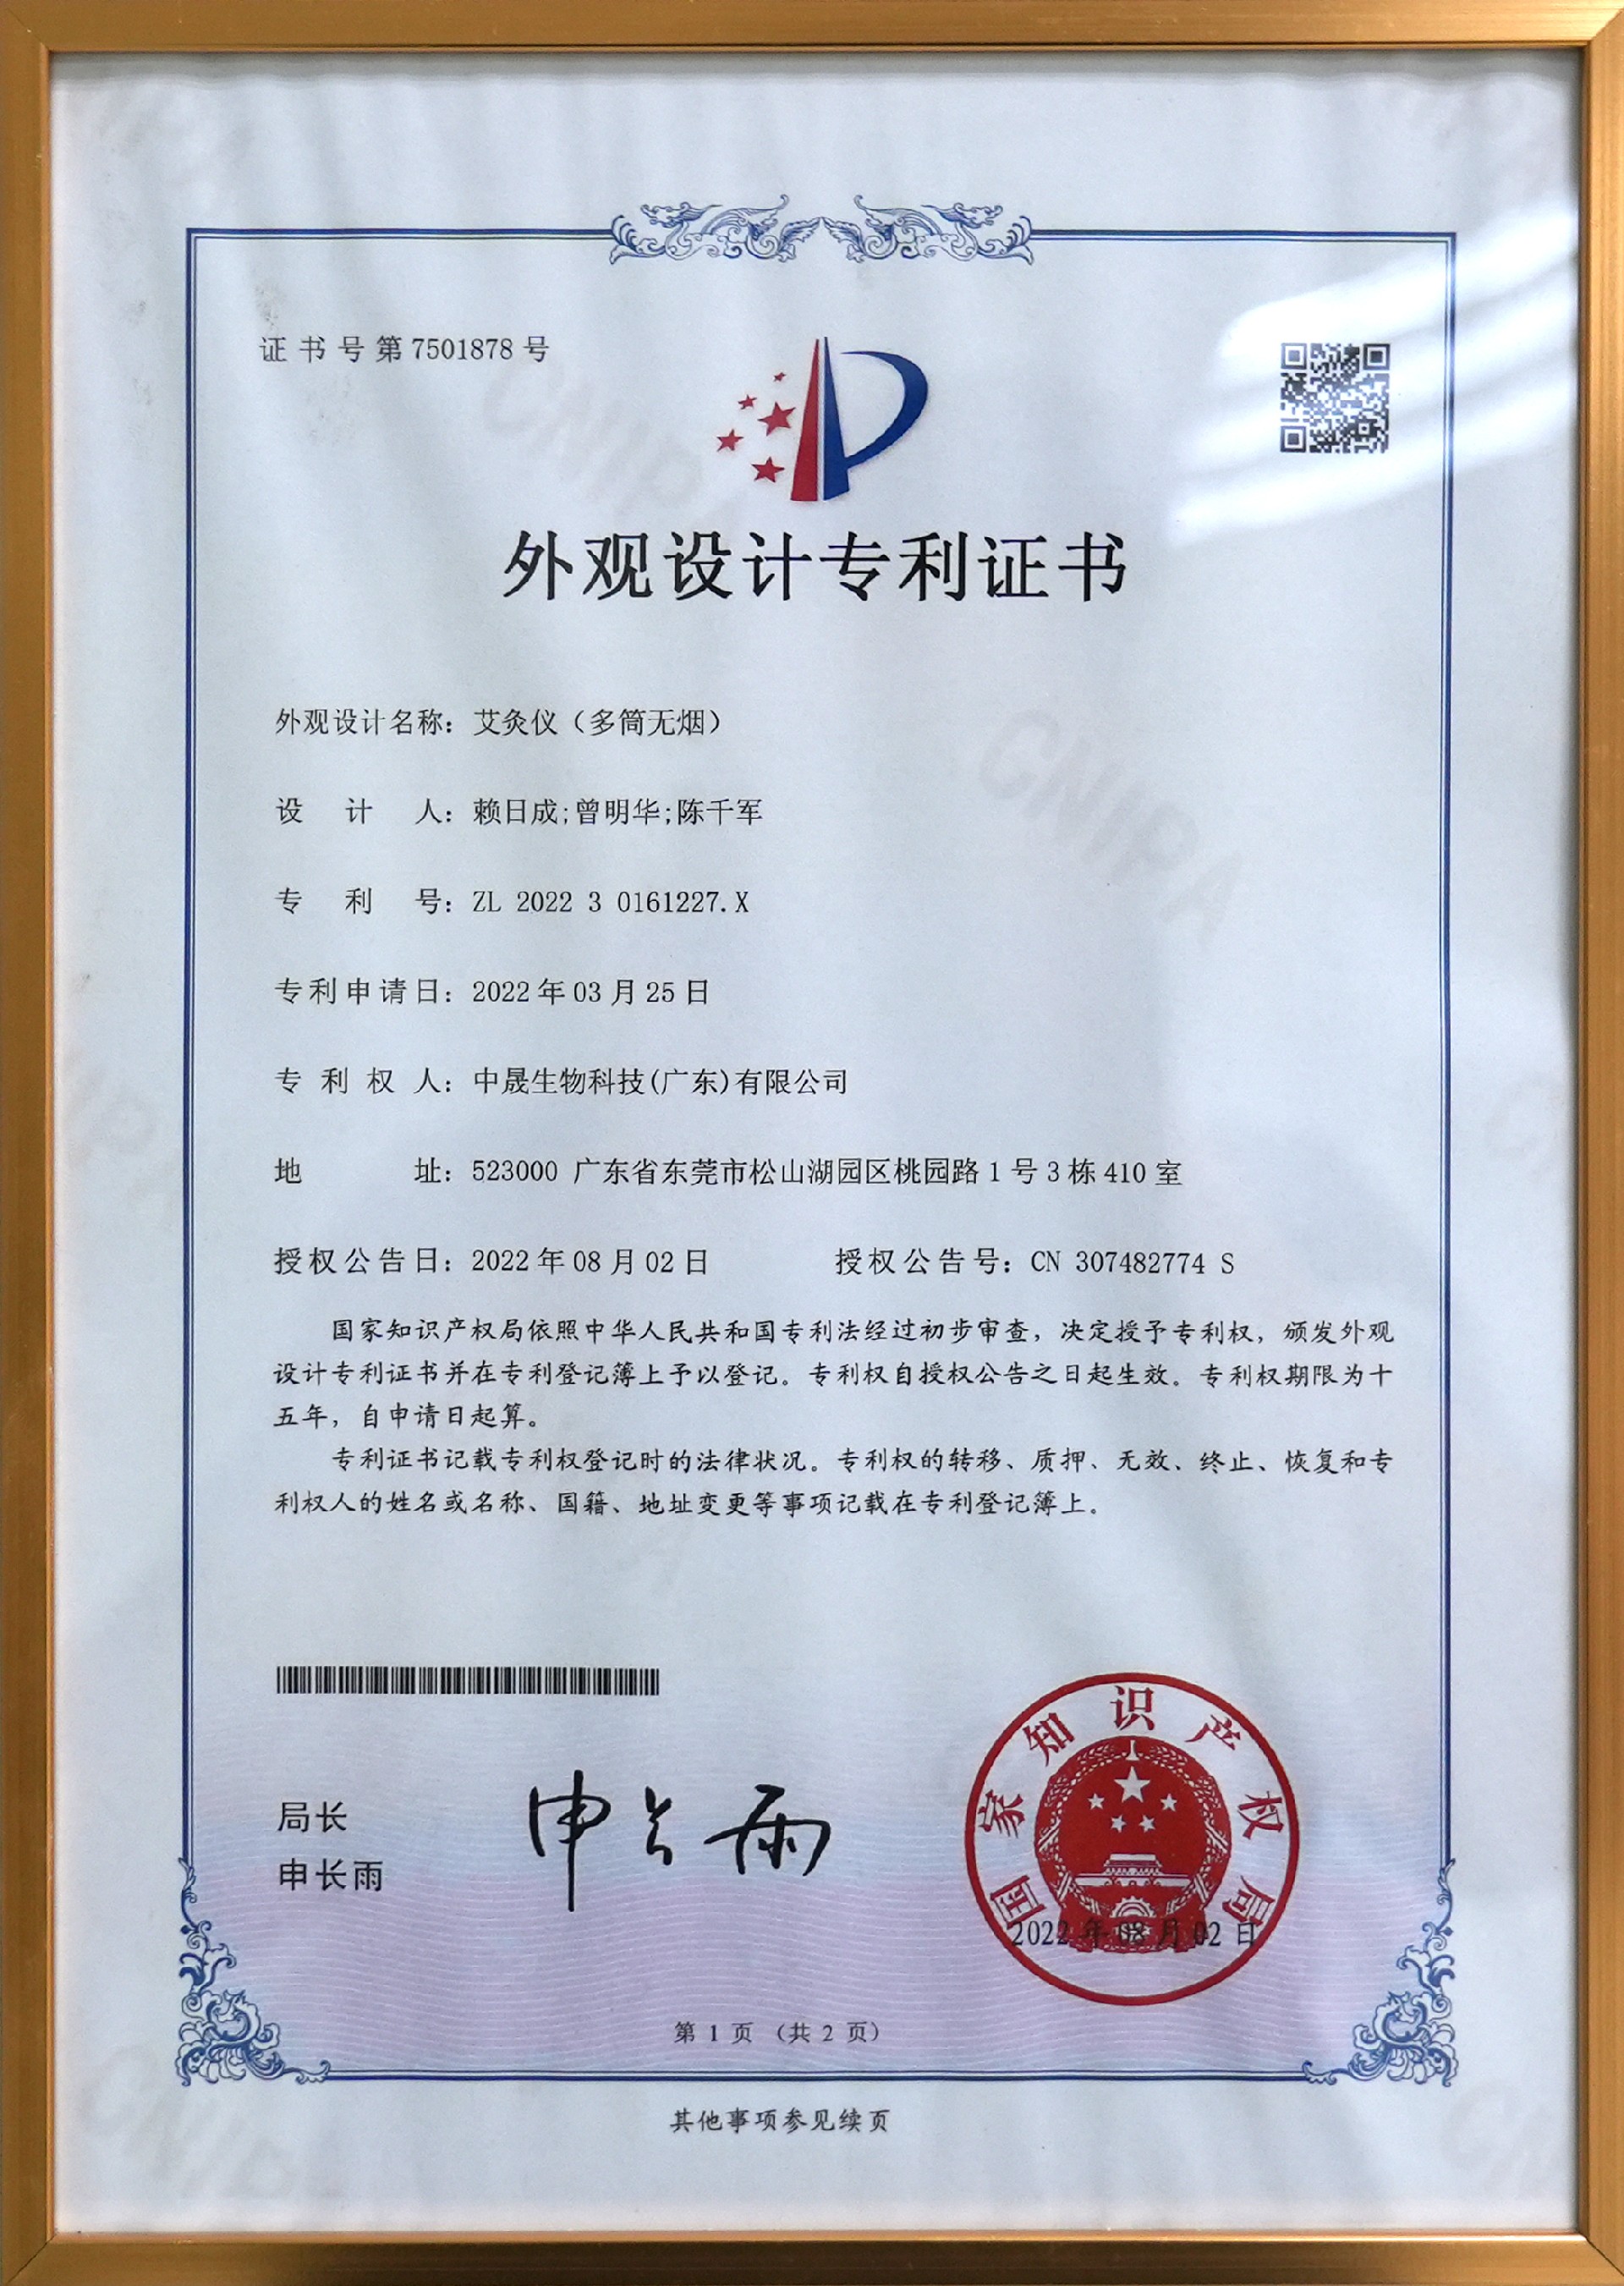 证书号第7501878号
外观设计专利证书
外观设计名称：艾灸仪（多筒无烟）
设计人：赖日成;曾明华;陈千军
专利号：ZL 2022 3 0161227.X
专利申请日：2022年03月25日
专利权人：中晟生物科技(广东)有限公司
地址：523000 广东省东莞市松山湖园区桃园路1号3栋410室
授权公告日：2022年08月02日 授权公告号：CN 307482774 S
国家知识产权局依照中华人民共和国专利法经过初步审查，决定授予专利权，颁发外观
设计专利证书并在专利登记簿上予以登记。专利权自授权公告之日起生效。专利权期限为十
五年，自申请日起算。
专利证书记载专利权登记时的法律状况。专利权的转移、质押、无效、终止、恢复和专
利权人的姓名或名称、国籍、地址变更等事项记载在专利登记簿上。
局长
申长雨
申长雨
国家知识产权局
2022年08月02日
第 1 页 （共 2 页）
其他事项参见续页
CNIPA
CNIPA